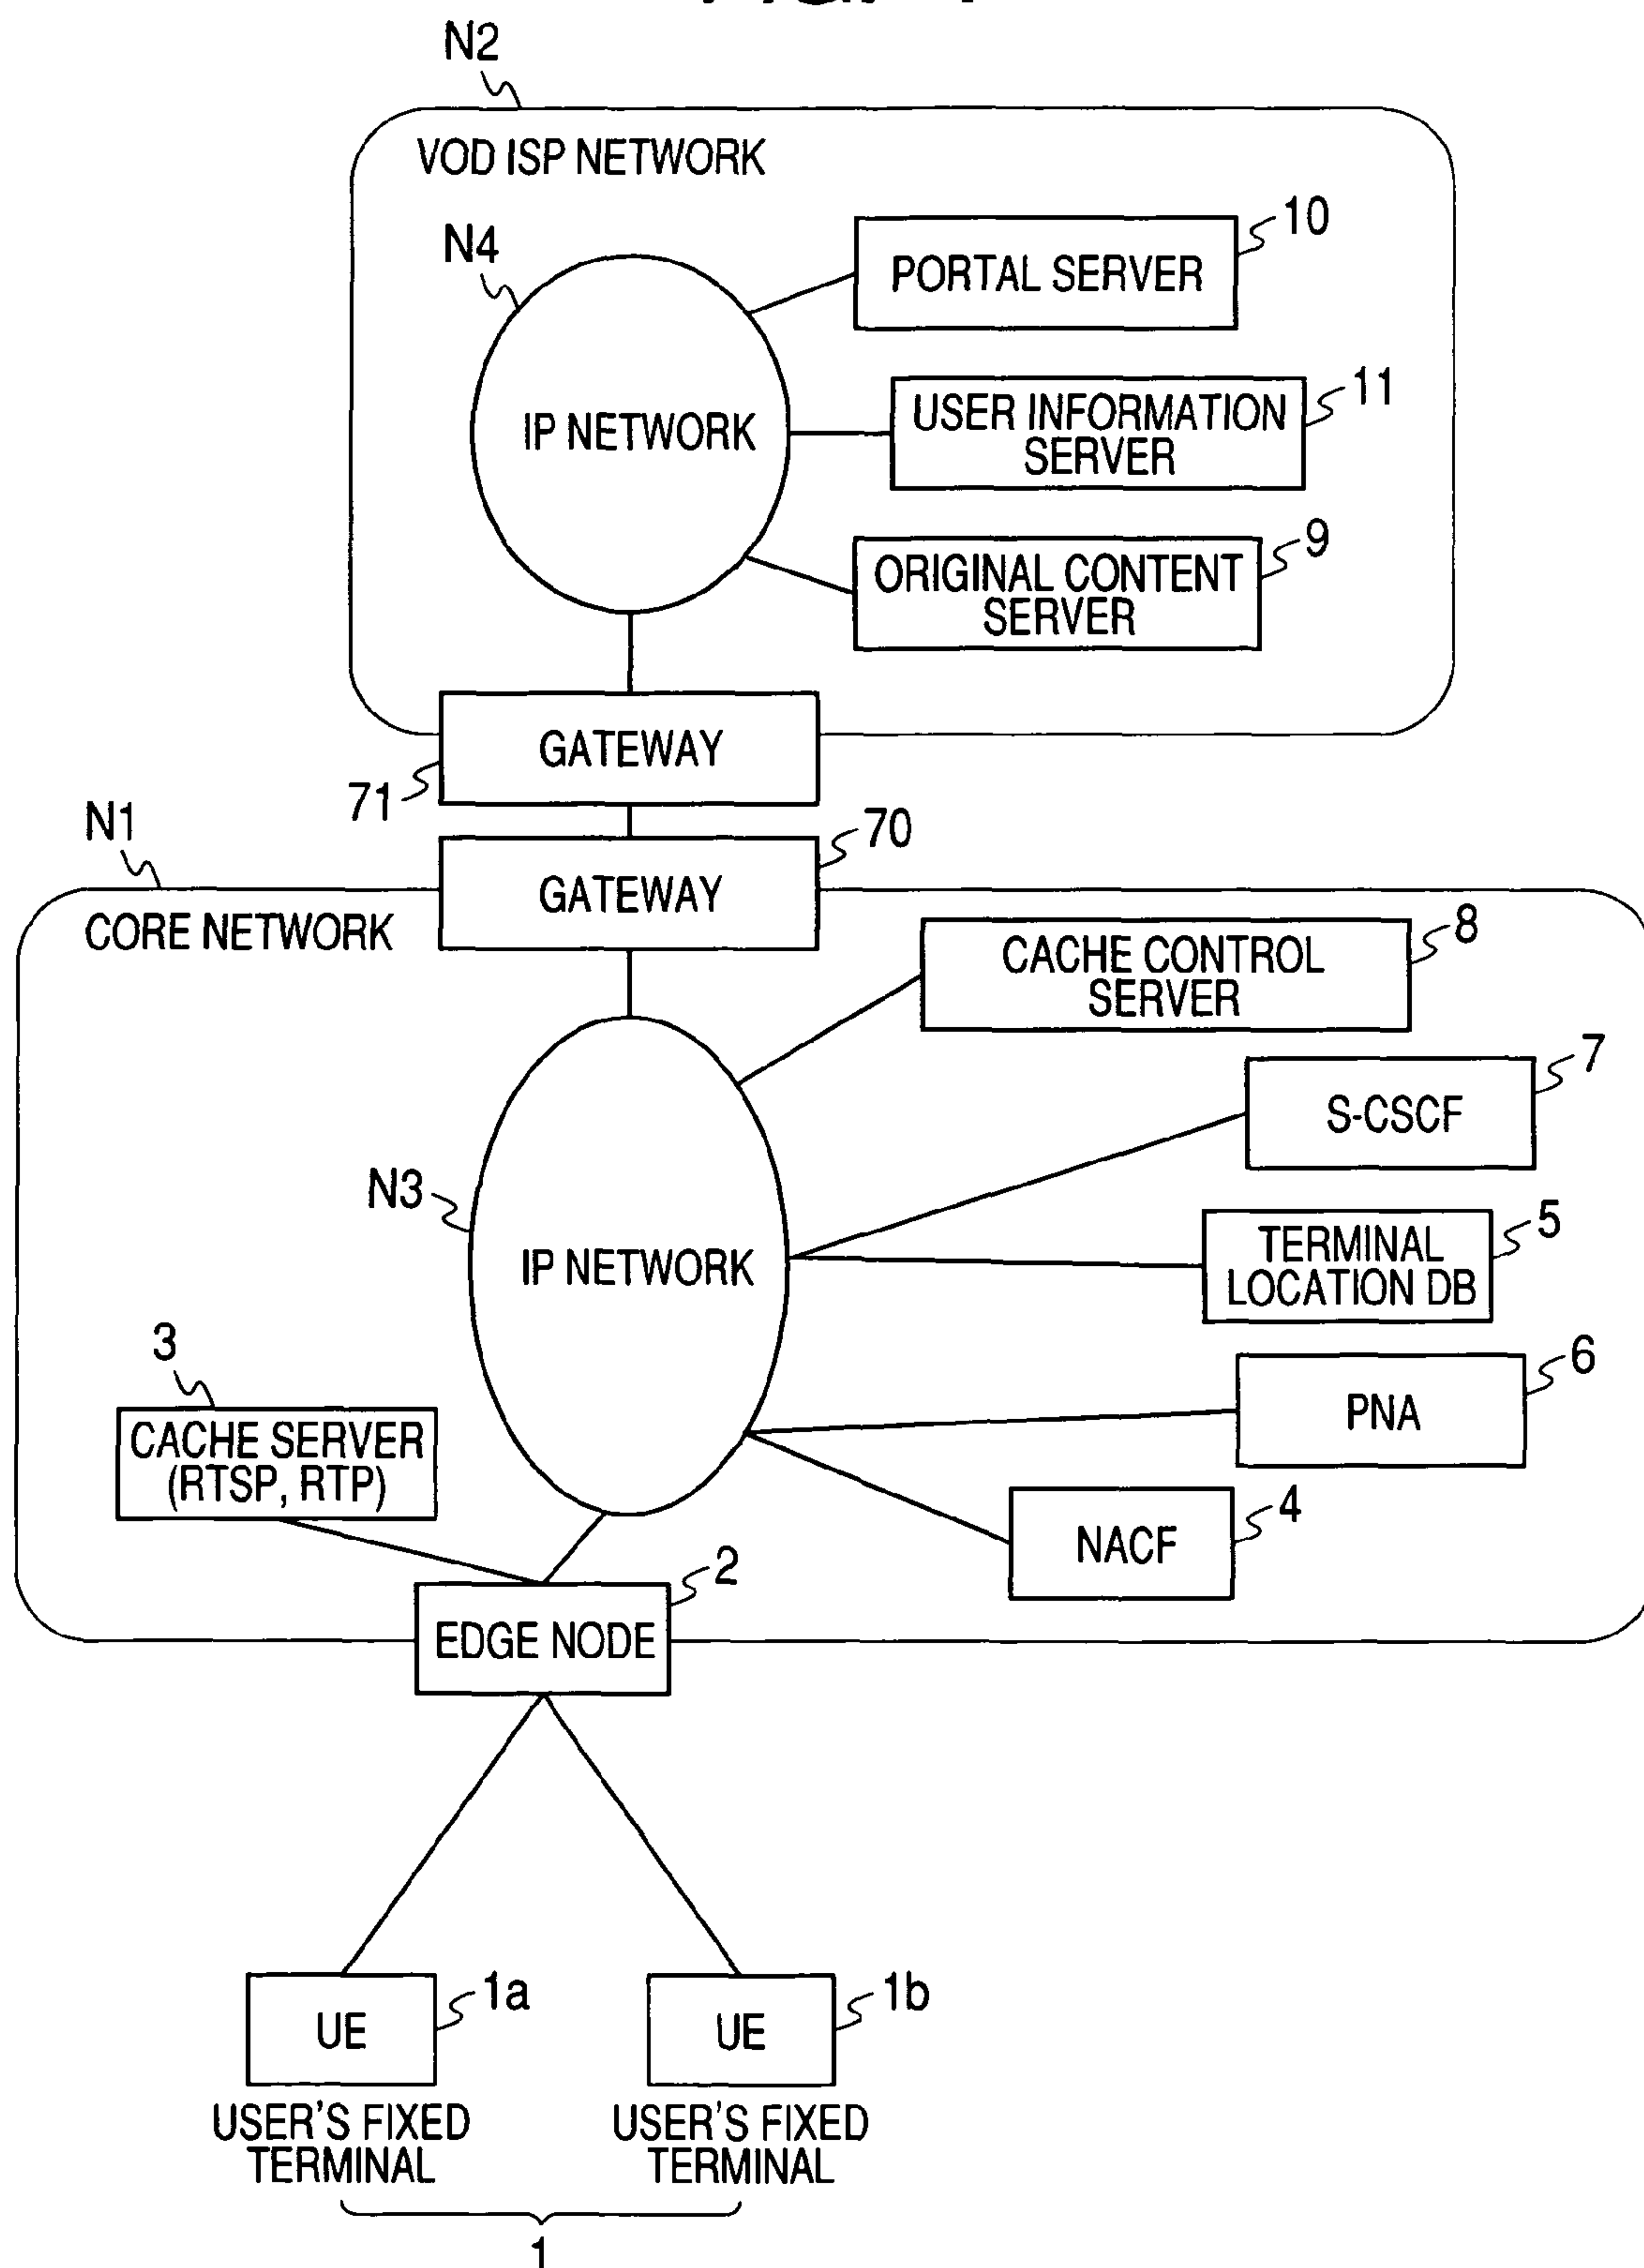 N2
VOD ISP NETWORK
N4
10
PORTAL SERVER
11
IP NETWORK
USER INFORMATION
SERVER
9
ORIGINAL CONTENT
SERVER
GATEWAY
71
N1
70
GATEWAY
CORE NETWORK
8
CACHE CONTROL
SERVER
7
S-CSCF
N3
5
IP NETWORK
TERMINAL
LOCATION DB
3
6
PNA
CACHE SERVER
(RTSP, RTP)
4
NACF
2
EDGE NODE
1a
UE
1b
UE
USER'S FIXED
TERMINAL
USER'S FIXED
TERMINAL
1